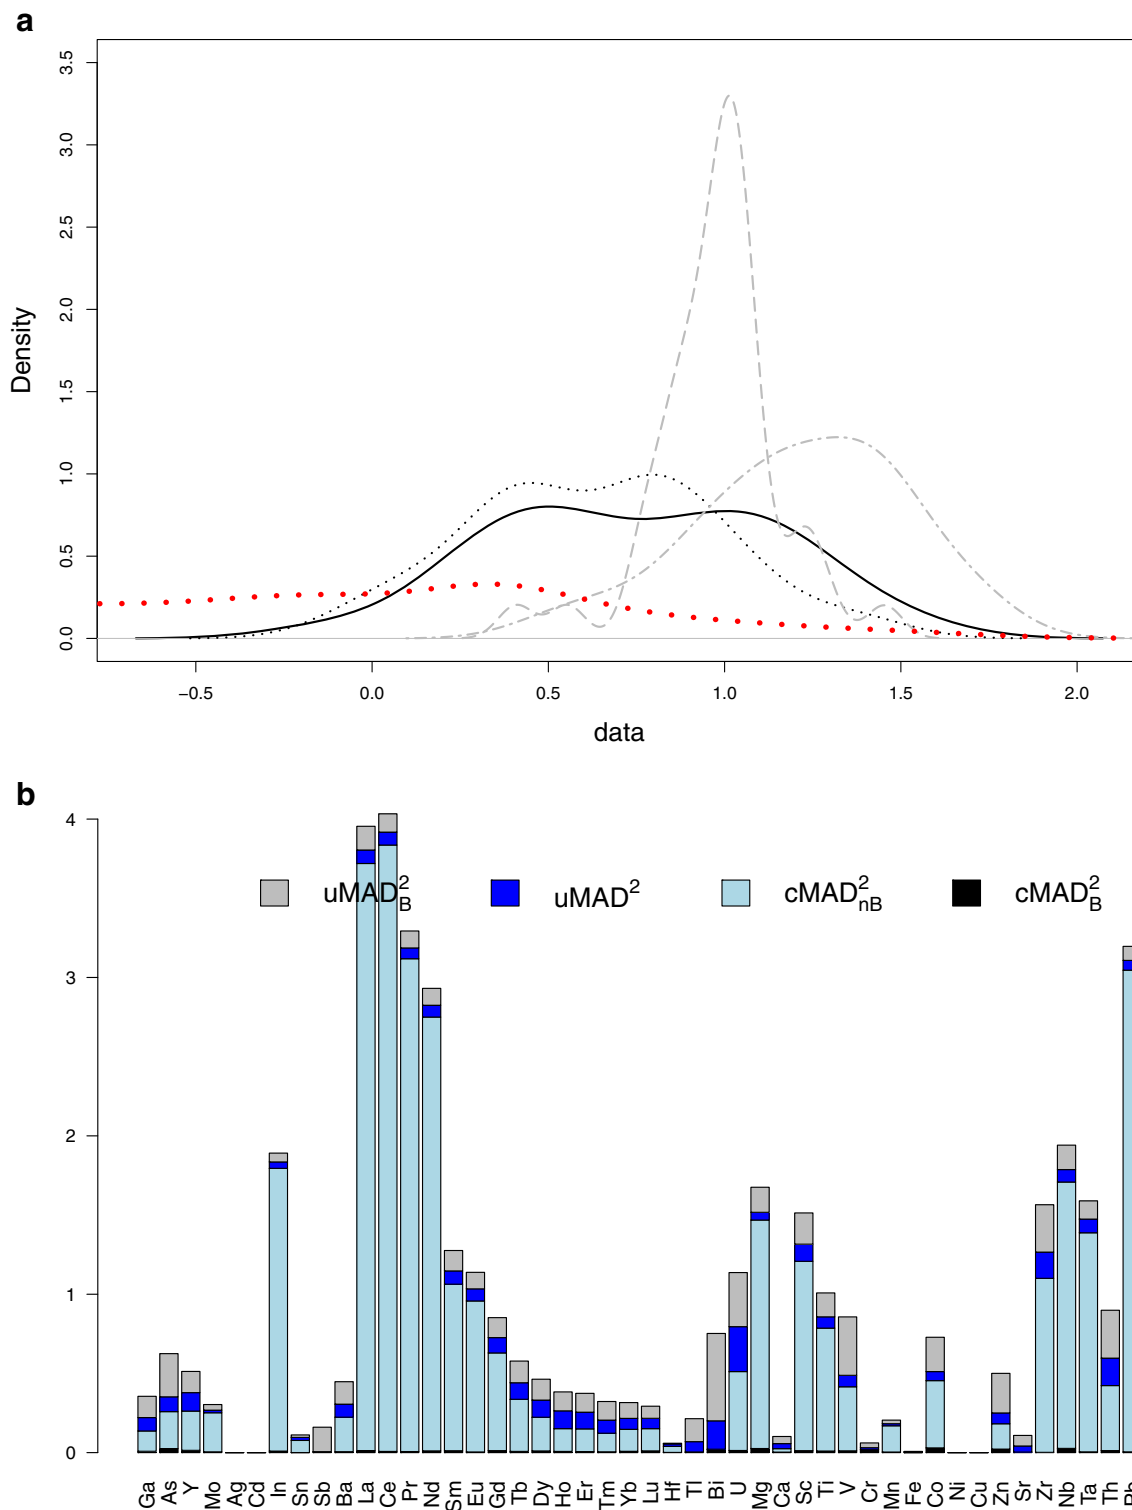 a
3.5
3.0
2.5
2.0
1.5
1.0
0.5
0.0
Density
−0.5 0.0 0.5 1.0 1.5 2.0
data
b
4
3
2
1
0
uMAD²_B uMAD² cMAD²_nB cMAD²_B
Ga As Y Mo Ag Cd In Sn Sb Ba La Ce Pr Nd Sm Eu Gd Tb Dy Ho Er Tm Yb Lu Hf Tl Bi U Mg Ca Sc Ti V Cr Mn Fe Co Ni Cu Zn Sr Zr Nb Ta Th